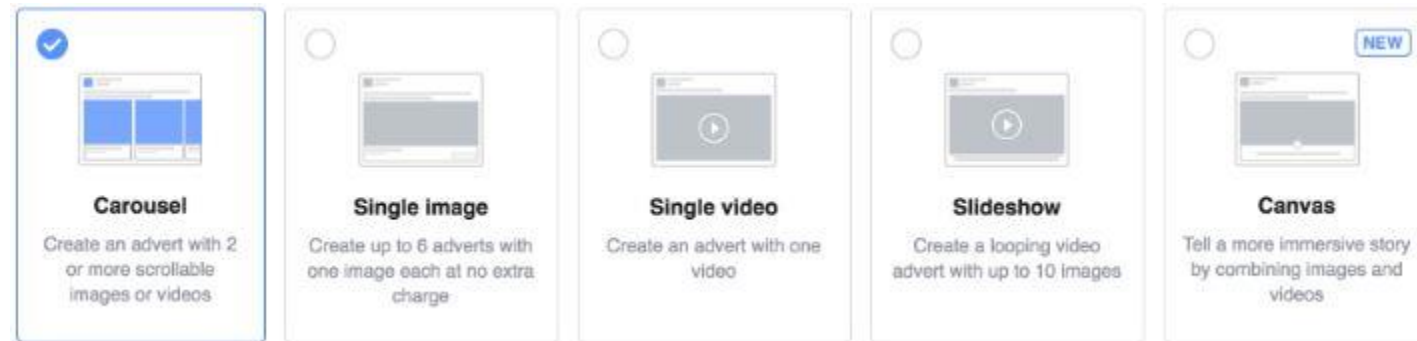 NEW
Carousel
Create an advert with 2
or more scrollable
images or videos
Single image
Create up to 6 adverts with
one image each at no extra
charge
Single video
Create an advert with one
video
Slideshow
Create a looping video
advert with up to 10 images
Canvas
Tell a more immersive story
by combining images and
videos